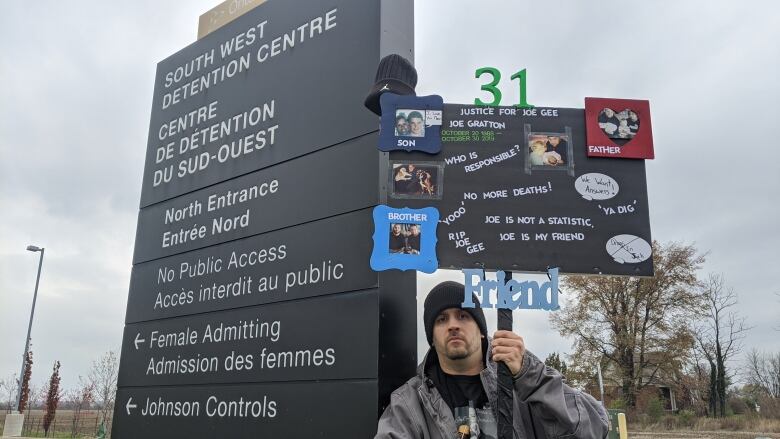 Ontario
SOUTH WEST
DETENTION CENTRE
CENTRE
DE DÉTENTION
DU SUD-OUEST
North Entrance
Entrée Nord
No Public Access
Accès interdit au public
← Female Admitting
Admission des femmes
← Johnson Controls
31
JUSTICE FOR JOE GEE
JOE GRATTON
OCTOBER 20 1988 —
OCTOBER 30 2019
SON
FATHER
WHO IS
RESPONSIBLE?
We Want
Answers!
NO MORE DEATHS!
"YA DIG"
BROTHER
"YOOO"
JOE IS NOT A STATISTIC,
JOE IS MY FRIEND
R.I.P
JOE
GEE
Friend